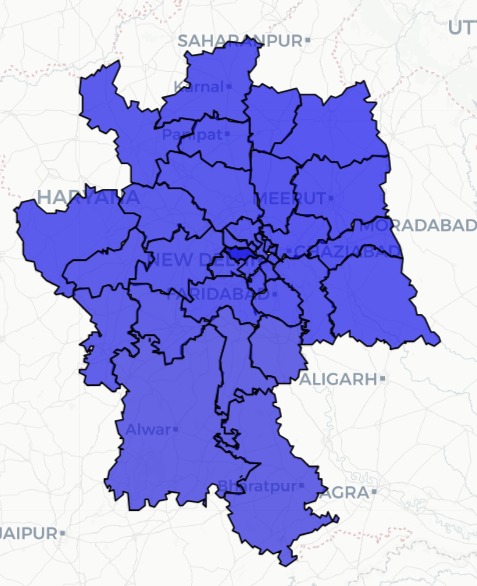 UT
SAHARANPUR
Karnal
Panipat
HARYANA
MEERUT
MORADABAD
GHAZIABAD
NEW DELHI
FARIDABAD
ALIGARH
Alwar
Bharatpur
AGRA
JAIPUR